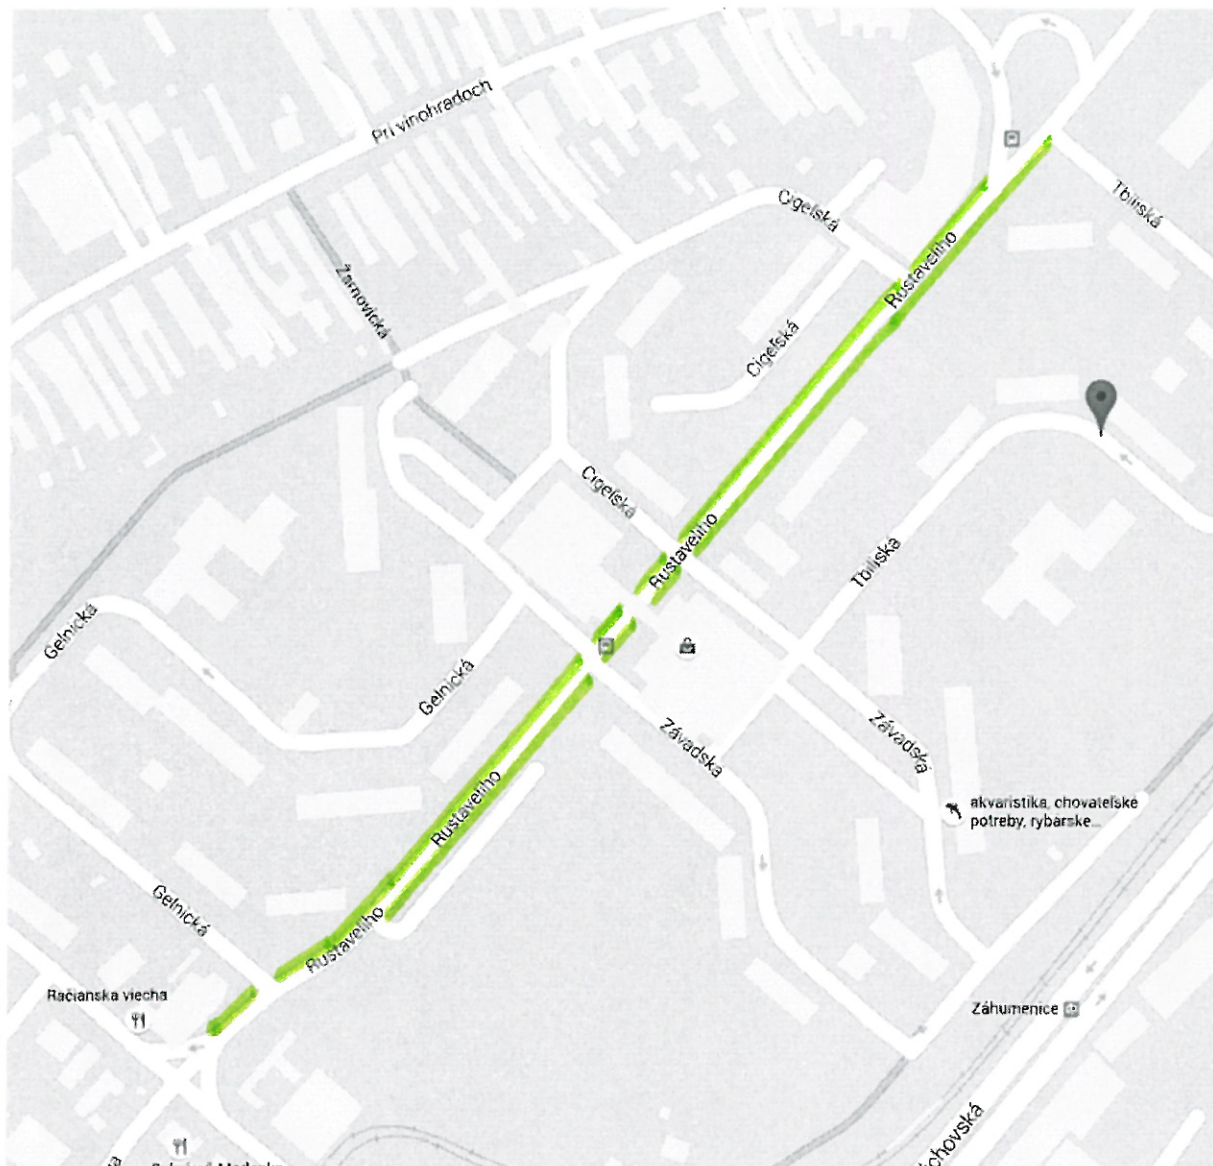 Pri vinohradoch
Cigeľská
Tbiliská
Rustaveliho
Žarnovická
Cigeľská
Cigeľská
Rustaveliho
Tbiliská
Gelnická
Gelnická
Závadská
Závadská
Rustaveliho
akvaristika, chovateľské
potreby, rybárske...
Gelnická
Rustaveliho
Račianska viecha
Záhumenice
chovská